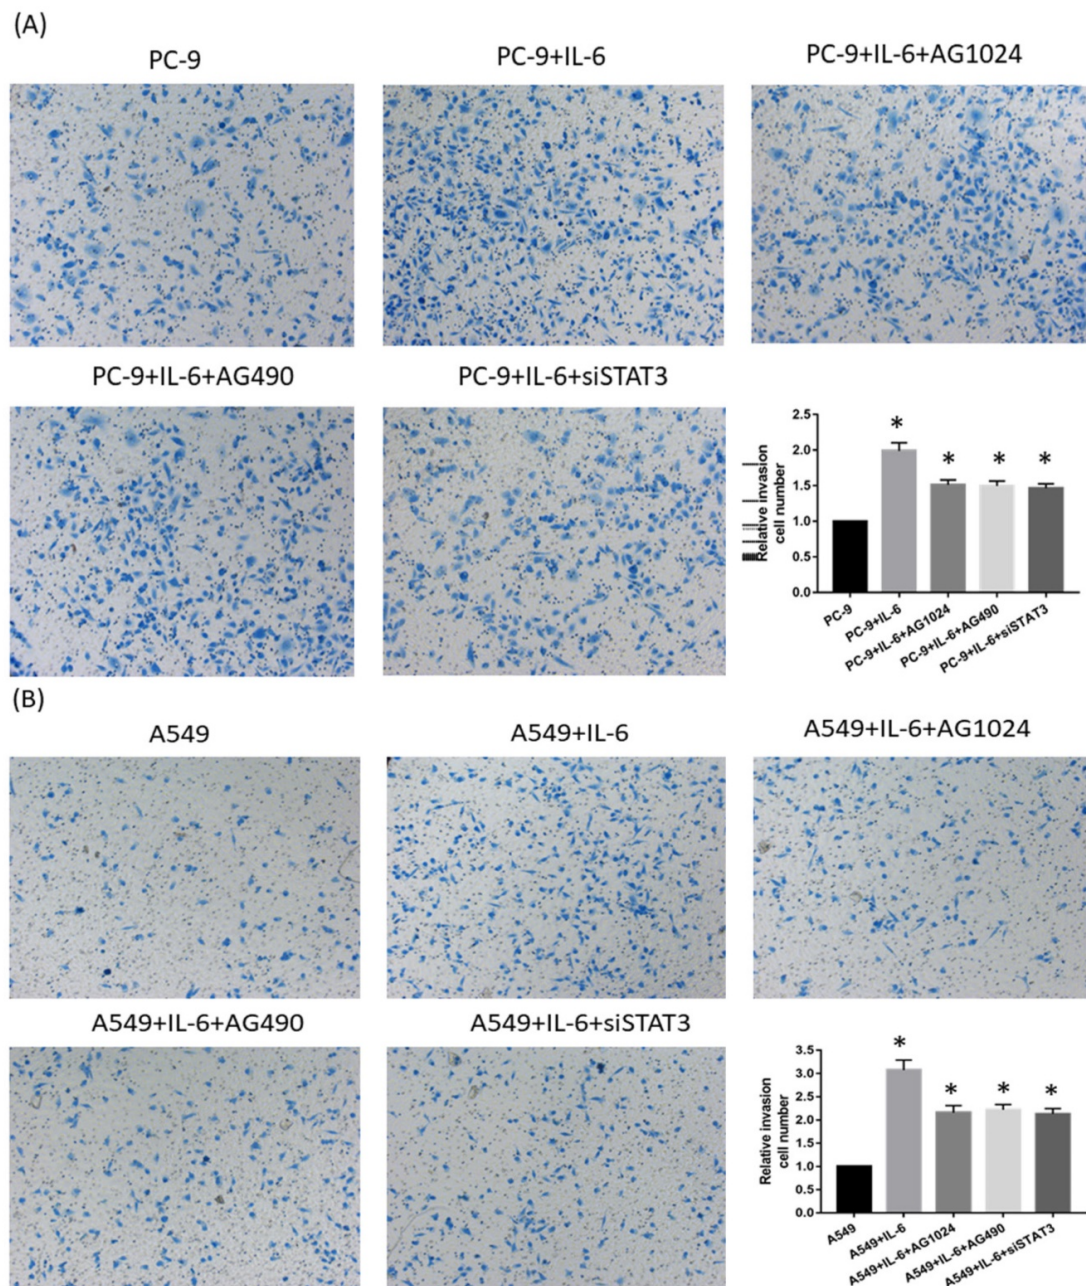 (A)
PC-9
PC-9+IL-6
PC-9+IL-6+AG1024
PC-9+IL-6+AG490
PC-9+IL-6+siSTAT3
Relative invasion
cell number
2.5
2.0
1.5
1.0
0.5
0.0
*
*
*
*
PC-9
PC-9+IL-6
PC-9+IL-6+AG1024
PC-9+IL-6+AG490
PC-9+IL-6+siSTAT3
(B)
A549
A549+IL-6
A549+IL-6+AG1024
A549+IL-6+AG490
A549+IL-6+siSTAT3
Relative invasion
cell number
3.5
3.0
2.5
2.0
1.5
1.0
0.5
0.0
*
*
*
*
A549
A549+IL-6
A549+IL-6+AG1024
A549+IL-6+AG490
A549+IL-6+siSTAT3